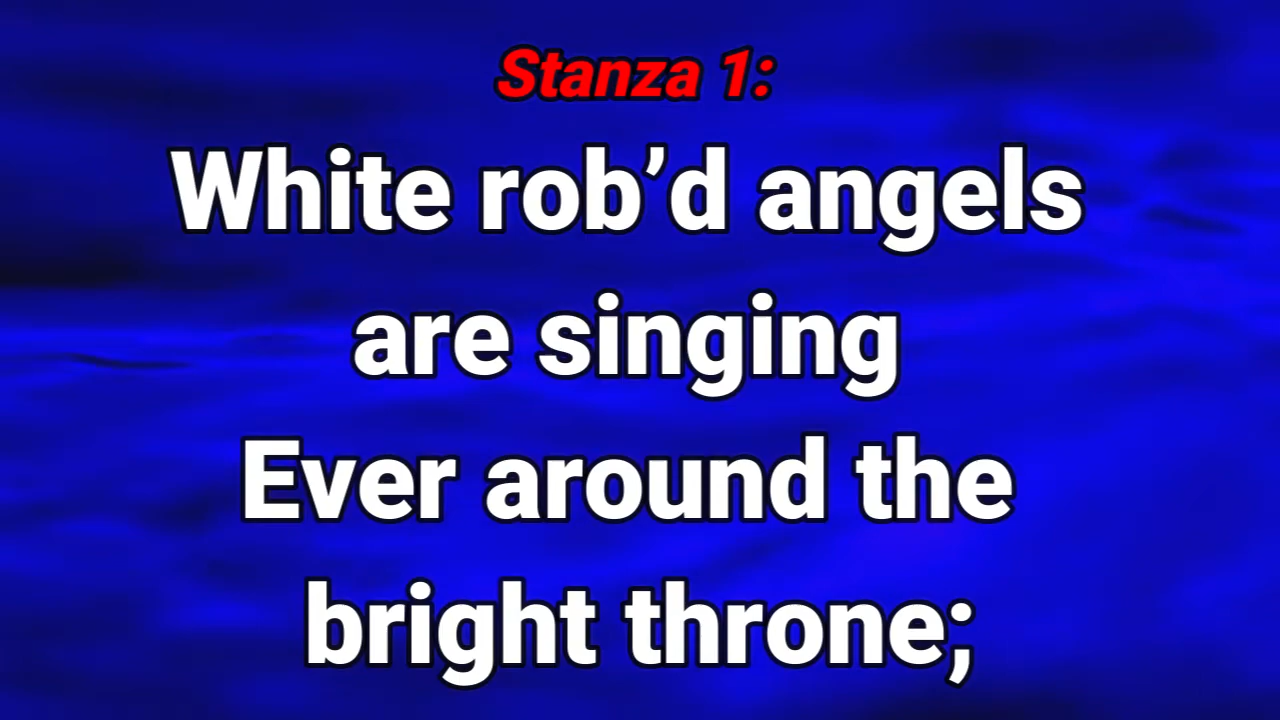 Stanza 1:
White rob’d angels
are singing
Ever around the
bright throne;